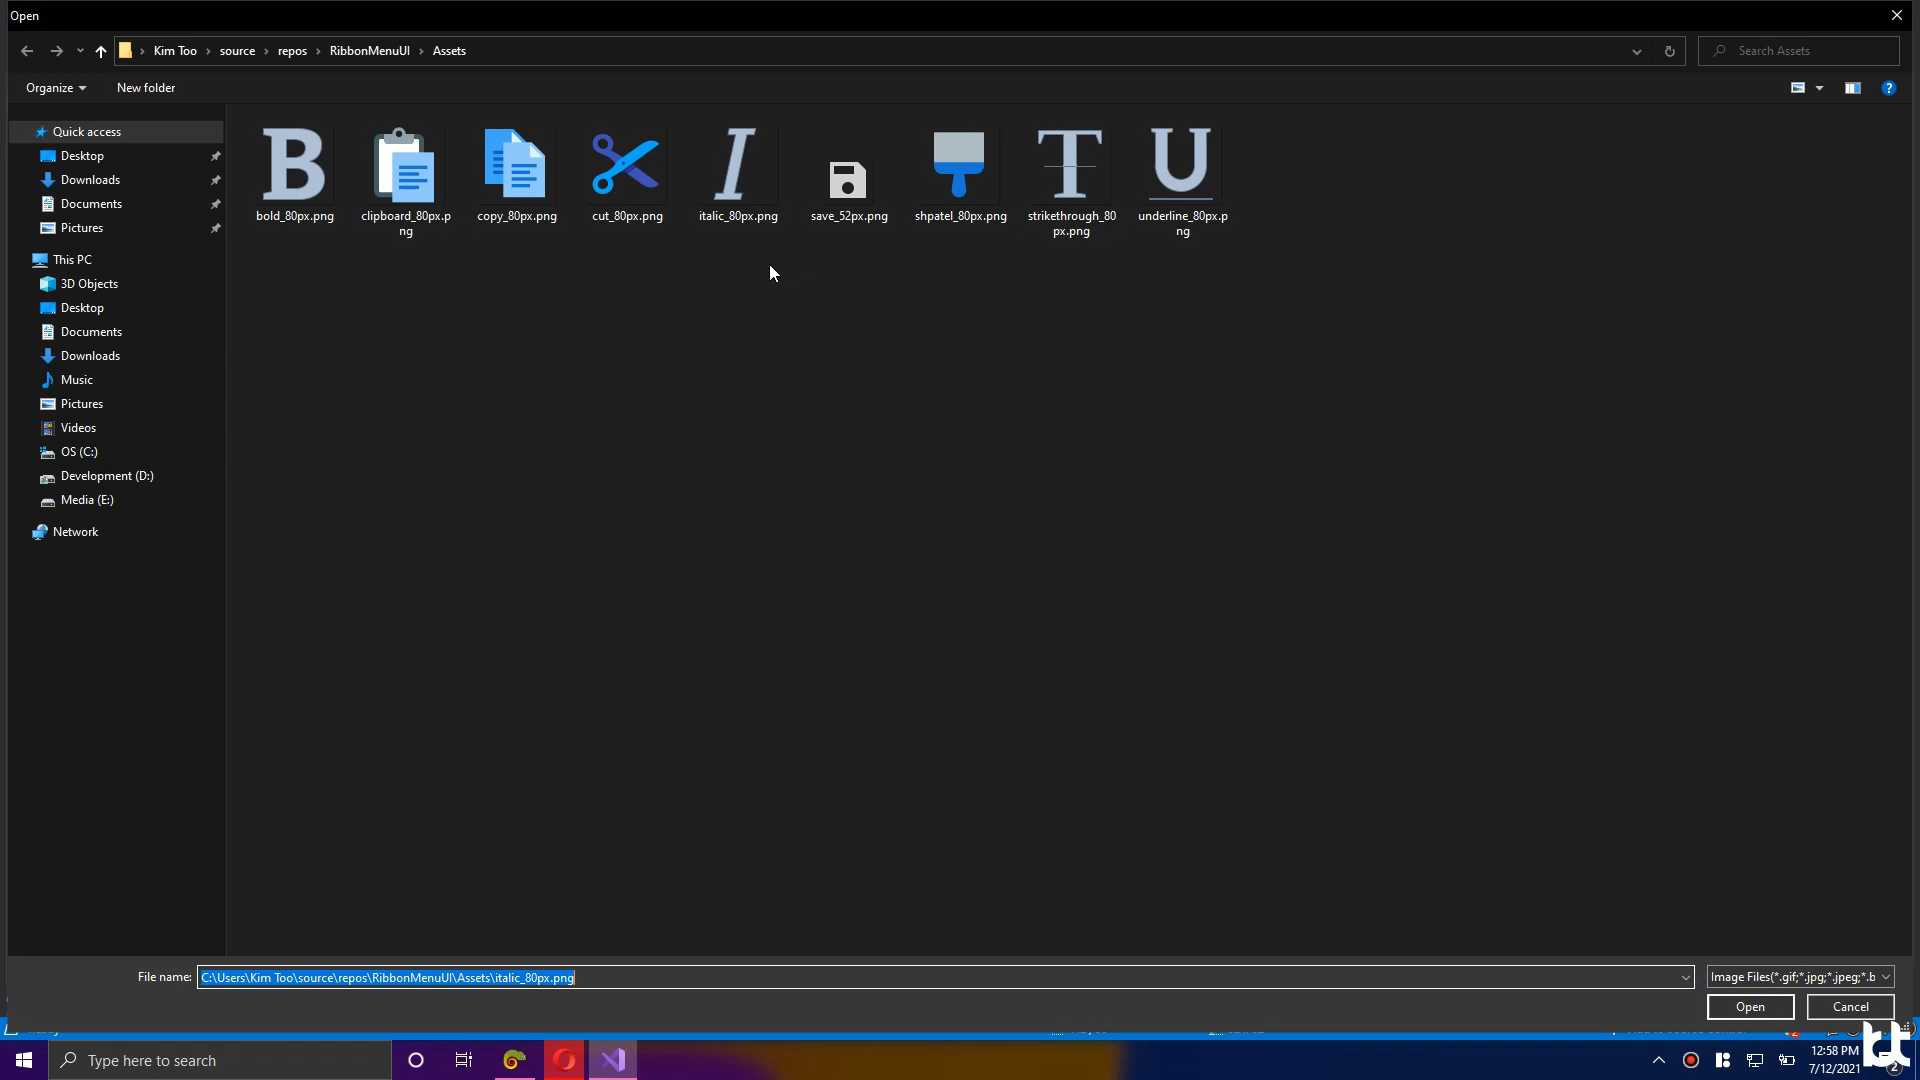 Open
Kim Too
source
repos
RibbonMenuUI
Assets
Search Assets
Organize
New folder
Quick access
Desktop
Downloads
Documents
Pictures
This PC
3D Objects
Desktop
Documents
Downloads
Music
Pictures
Videos
OS (C:)
Development (D:)
Media (E:)
Network
bold_80px.png
clipboard_80px.p
ng
copy_80px.png
cut_80px.png
italic_80px.png
save_52px.png
shpatel_80px.png
strikethrough_80
px.png
underline_80px.p
ng
File name:
C:\Users\Kim Too\source\repos\RibbonMenuUI\Assets\italic_80px.png
Image Files(*.gif;*.jpg;*.jpeg;*.b
Open
Cancel
Type here to search
12:58 PM
7/12/2021
2